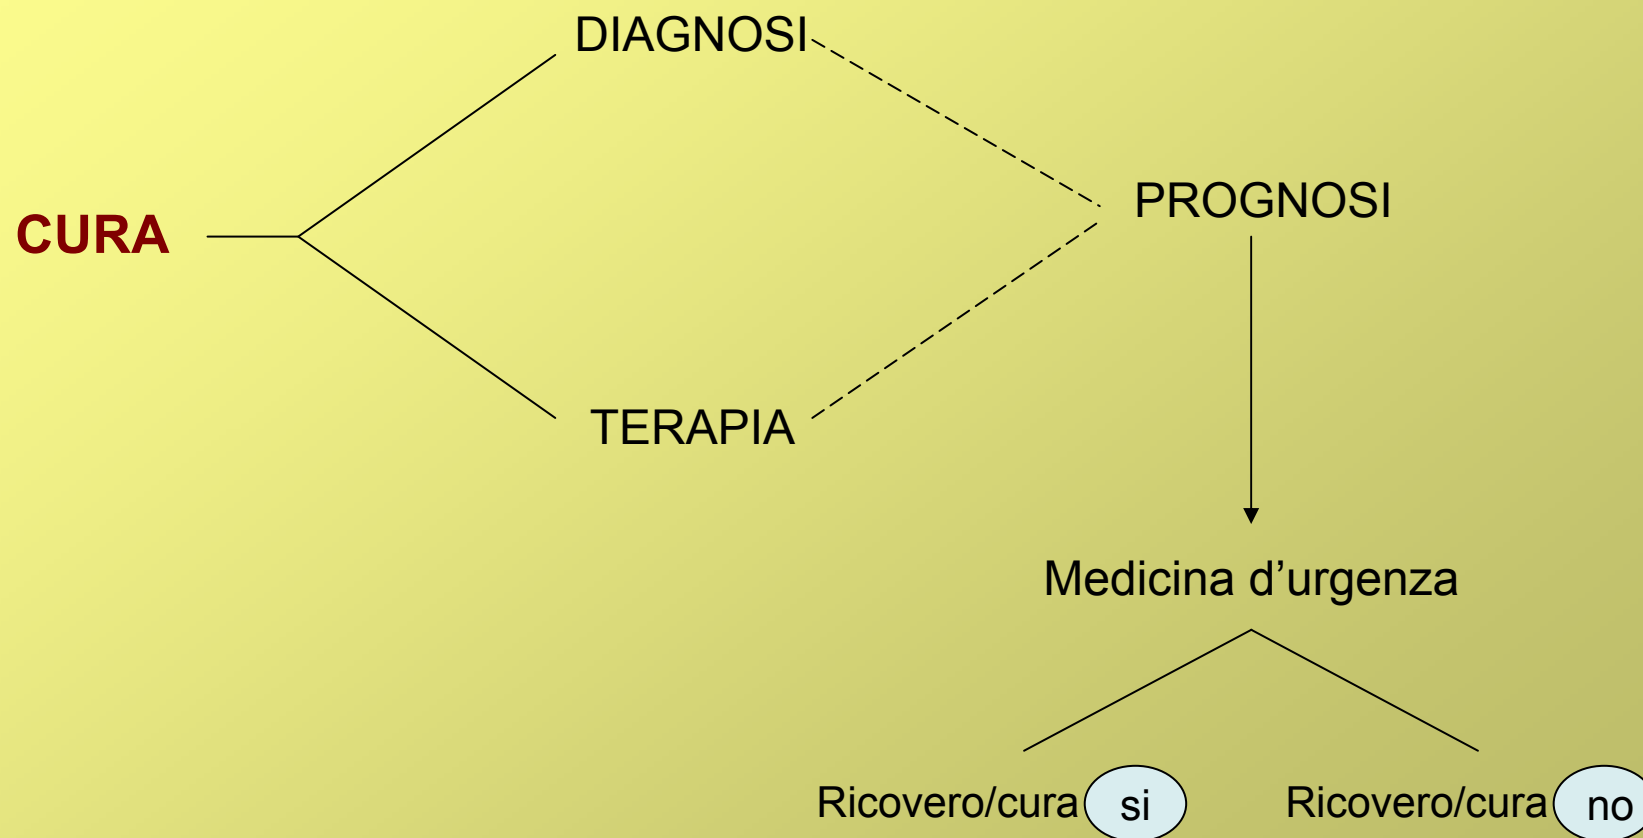 DIAGNOSI
PROGNOSI
CURA
TERAPIA
Medicina d’urgenza
Ricovero/cura si
Ricovero/cura no